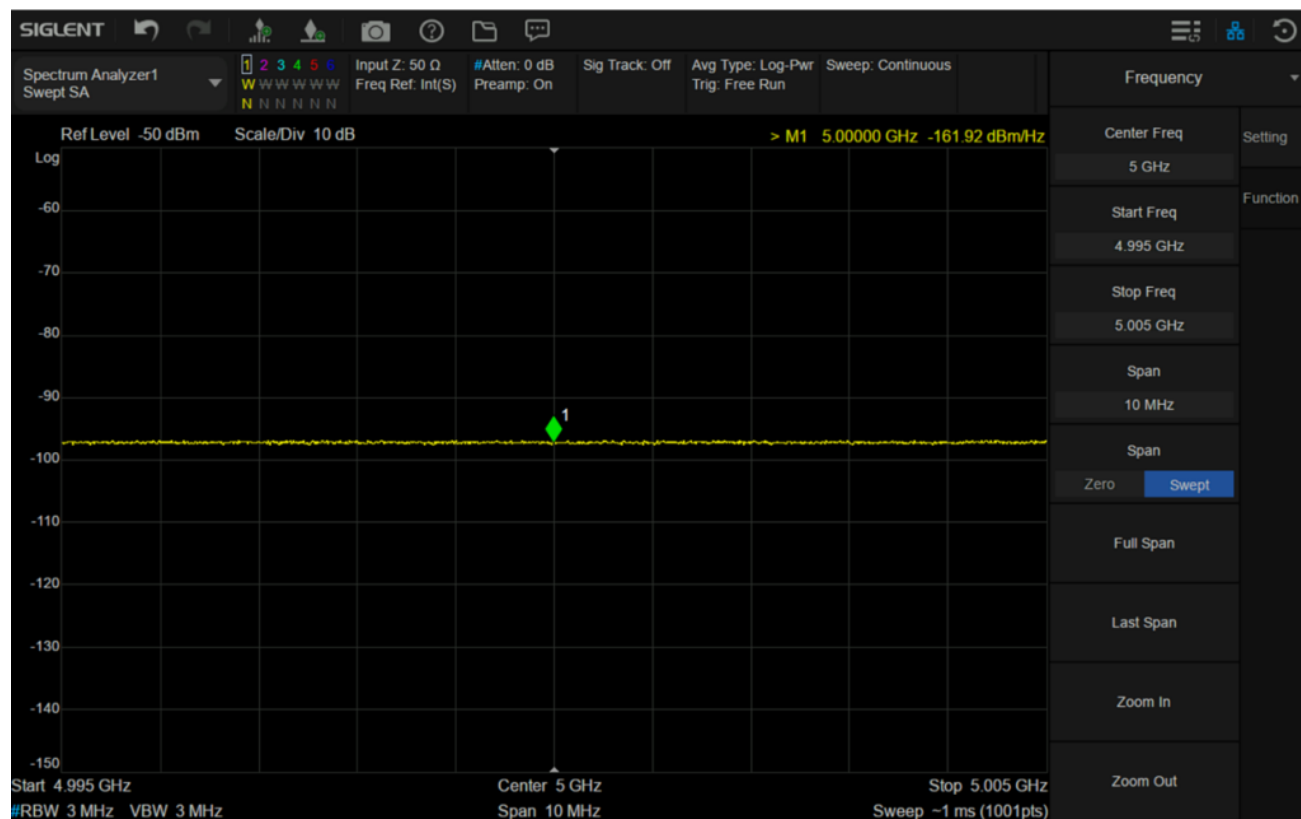 SIGLENT
Spectrum Analyzer1
Swept SA
1 2 3 4 5 6
W W W W W W
N N N N N N
Input Z: 50 Ω
Freq Ref: Int(S)
#Atten: 0 dB
Preamp: On
Sig Track: Off
Avg Type: Log-Pwr
Trig: Free Run
Sweep: Continuous
Ref Level -50 dBm Scale/Div 10 dB > M1 5.00000 GHz -161.92 dBm/Hz
Log
-60
-70
-80
-90
1
-100
-110
-120
-130
-140
-150
Start 4.995 GHz Center 5 GHz Stop 5.005 GHz
#RBW 3 MHz VBW 3 MHz Span 10 MHz Sweep ~1 ms (1001pts)
Frequency
Center Freq
5 GHz
Start Freq
4.995 GHz
Stop Freq
5.005 GHz
Span
10 MHz
Span
Zero Swept
Full Span
Last Span
Zoom In
Zoom Out
Setting
Function